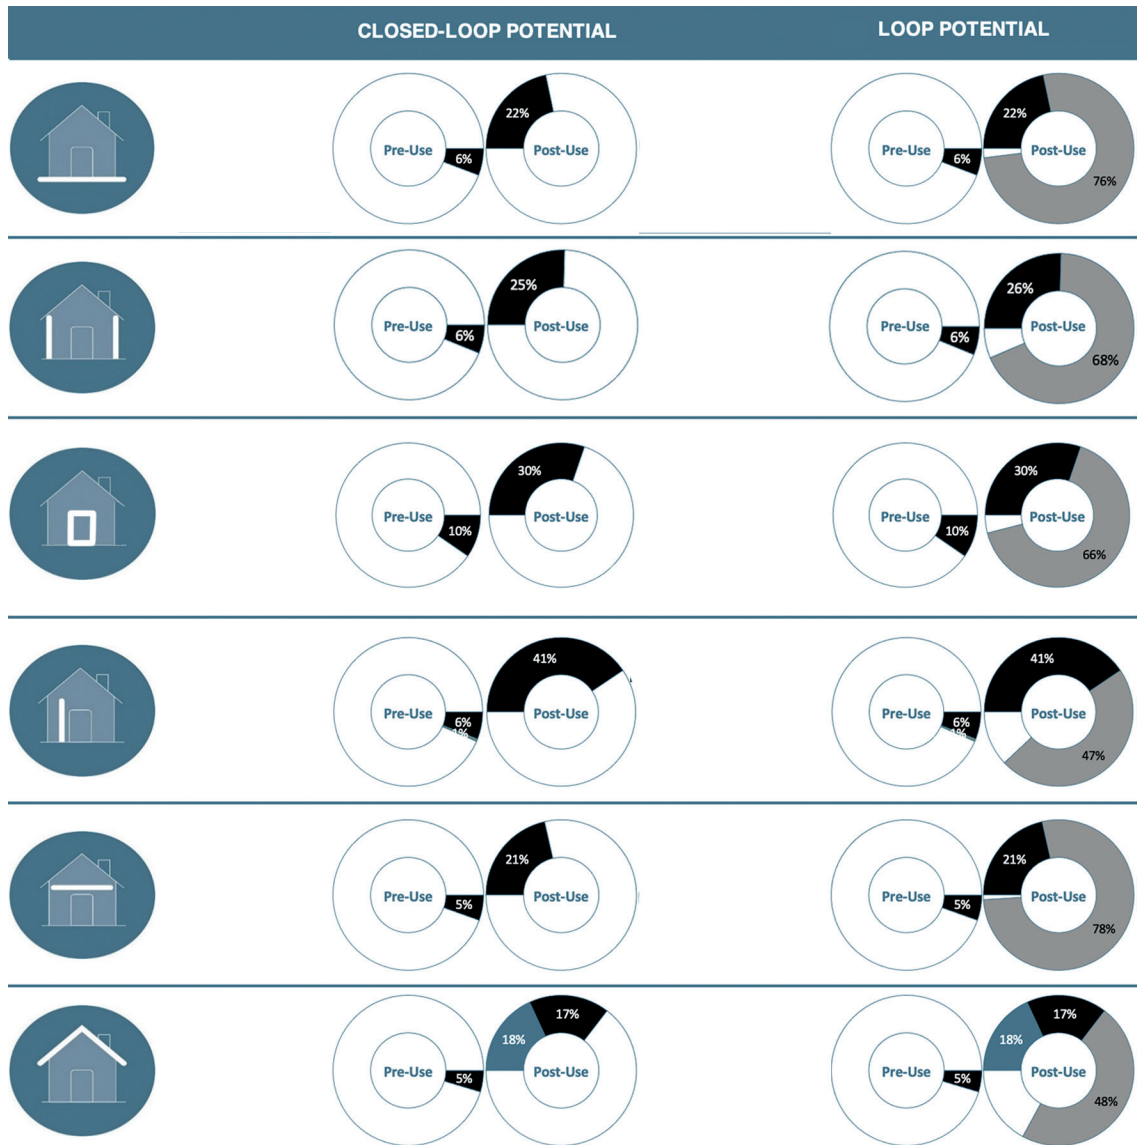 CLOSED-LOOP POTENTIAL LOOP POTENTIAL
22% 22%
Pre-Use 6% Post-Use Pre-Use 6% Post-Use
76%
25% 26%
Pre-Use 6% Post-Use Pre-Use 6% Post-Use
68%
30% 30%
Pre-Use 10% Post-Use Pre-Use 10% Post-Use
66%
41% 41%
Pre-Use 6% Post-Use Pre-Use 6% Post-Use
1% 1%
47%
21% 21%
Pre-Use 5% Post-Use Pre-Use 5% Post-Use
78%
17% 17%
18% 18%
Pre-Use 5% Post-Use Pre-Use 5% Post-Use
48%